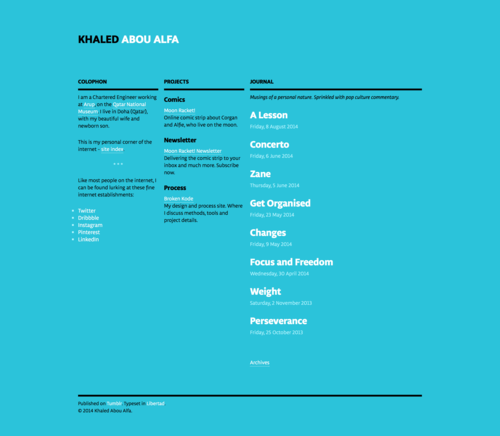 KHALED ABOU ALFA
COLOPHON
I am a Chartered Engineer working
at Arup on the Qatar National
Museum. I live in Doha (Qatar),
with my beautiful wife and
newborn son.
This is my personal corner of the
internet - site index
* * *
Like most people on the internet, I
can be found lurking at these fine
internet establishments:
Twitter
Dribbble
Instagram
Pinterest
LinkedIn
PROJECTS
Comics
Moon Racket!
Online comic strip about Corgan
and Alfie, who live on the moon.
Newsletter
Moon Racket! Newsletter
Delivering the comic strip to your
inbox and much more. Subscribe
now.
Process
Broken Kode
My design and process site. Where
I discuss methods, tools and
project details.
JOURNAL
Musings of a personal nature. Sprinkled with pop culture commentary.
A Lesson
Friday, 8 August 2014
Concerto
Friday, 6 June 2014
Zane
Thursday, 5 June 2014
Get Organised
Friday, 23 May 2014
Changes
Friday, 9 May 2014
Focus and Freedom
Wednesday, 30 April 2014
Weight
Saturday, 2 November 2013
Perseverance
Friday, 25 October 2013
Archives
Published on Tumblr Typeset in Libertad
© 2014 Khaled Abou Alfa.